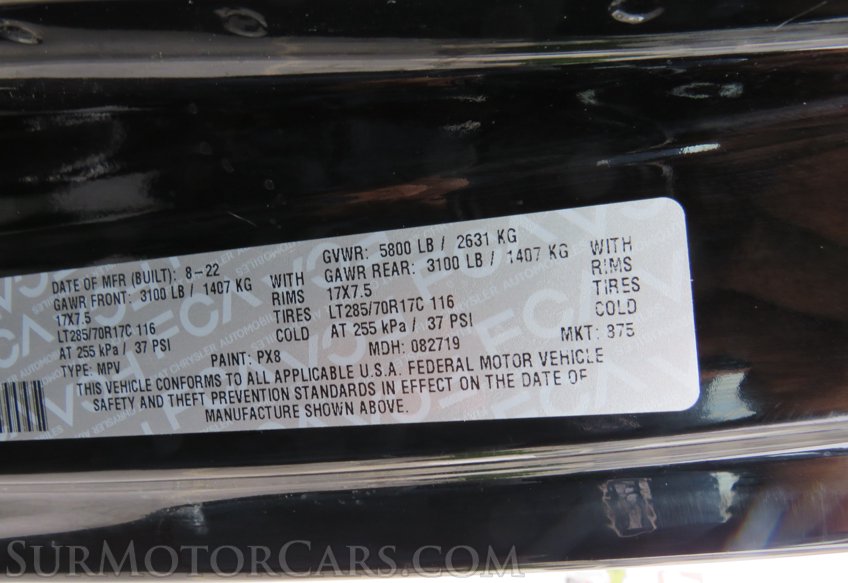 DATE OF MFR (BUILT): 8-22 GVWR: 5800 LB / 2631 KG
GAWR FRONT: 3100 LB / 1407 KG WITH GAWR REAR: 3100 LB / 1407 KG WITH
17X7.5 RIMS 17X7.5 RIMS
LT285/70R17C 116 TIRES LT285/70R17C 116 TIRES
AT 255 kPa / 37 PSI COLD AT 255 kPa / 37 PSI COLD
TYPE: MPV PAINT: PX8 MDH: 082719 MKT: 375
THIS VEHICLE CONFORMS TO ALL APPLICABLE U.S.A. FEDERAL MOTOR VEHICLE
SAFETY AND THEFT PREVENTION STANDARDS IN EFFECT ON THE DATE OF
MANUFACTURE SHOWN ABOVE.
SURMOTORCARS.COM